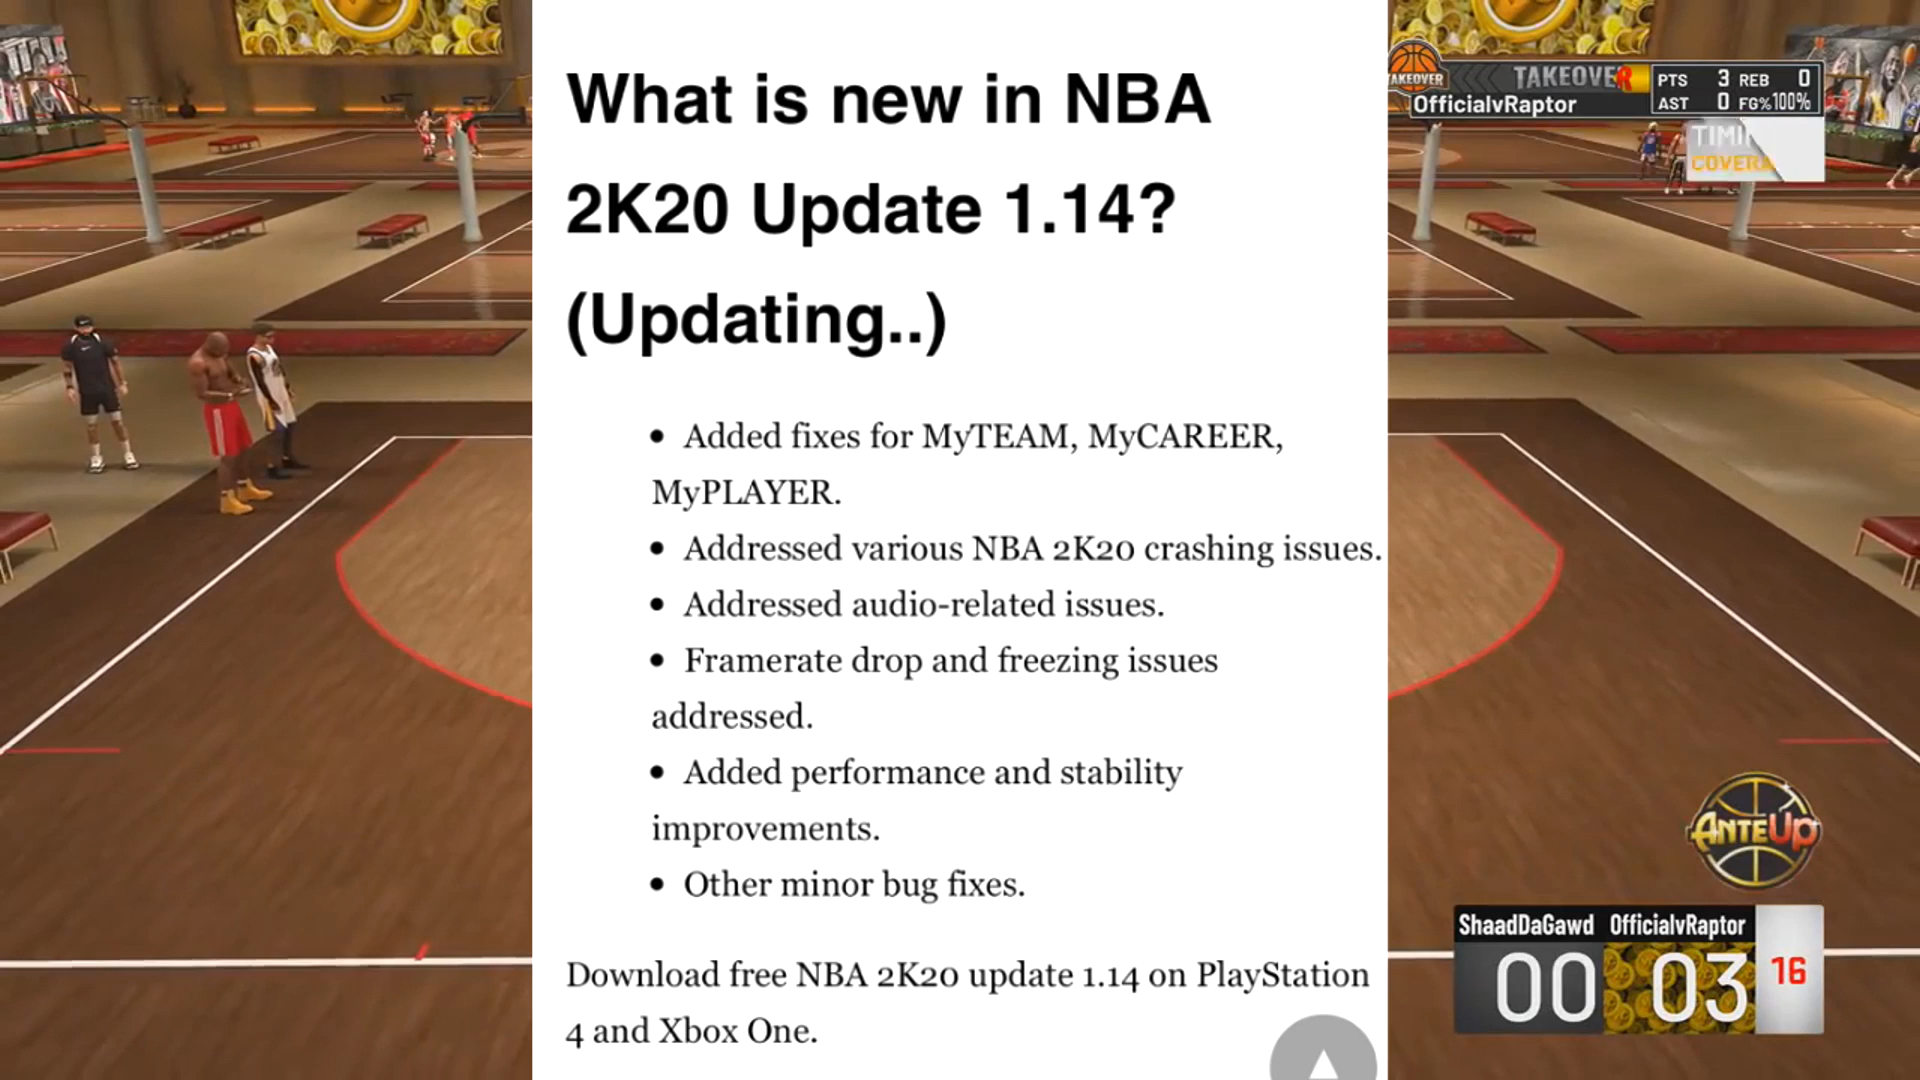 What is new in NBA
2K20 Update 1.14?
(Updating..)
• Added fixes for MyTEAM, MyCAREER,
MyPLAYER.
• Addressed various NBA 2K20 crashing issues.
• Addressed audio-related issues.
• Framerate drop and freezing issues
addressed.
• Added performance and stability
improvements.
• Other minor bug fixes.
Download free NBA 2K20 update 1.14 on PlayStation
4 and Xbox One.
TAKEOVER
TAKEOVER
OfficialvRaptor
PTS 3 REB 0
AST 0 FG% 100%
ANTEUp
ShaadDaGawd OfficialvRaptor
00 03 16